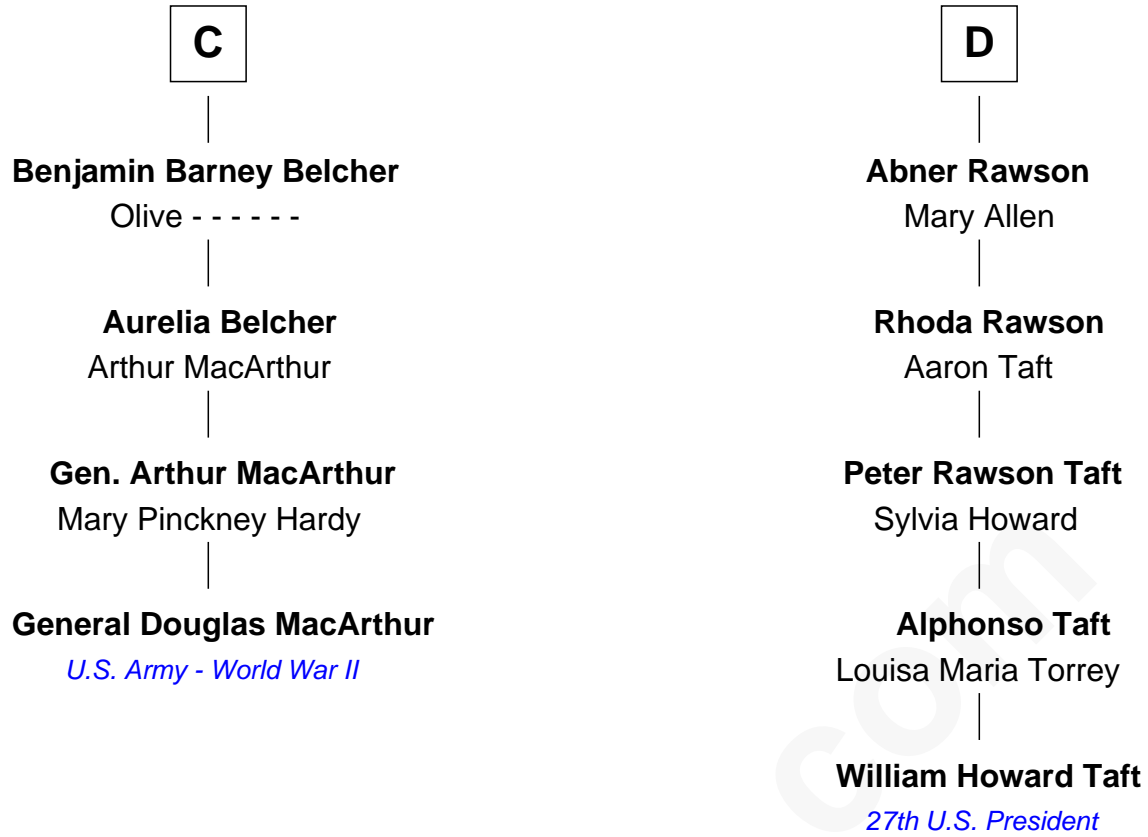 C
Benjamin Barney Belcher
Olive - - - - - -
Aurelia Belcher
Arthur MacArthur
Gen. Arthur MacArthur
Mary Pinckney Hardy
General Douglas MacArthur
U.S. Army - World War II
D
Abner Rawson
Mary Allen
Rhoda Rawson
Aaron Taft
Peter Rawson Taft
Sylvia Howard
Alphonso Taft
Louisa Maria Torrey
William Howard Taft
27th U.S. President
com